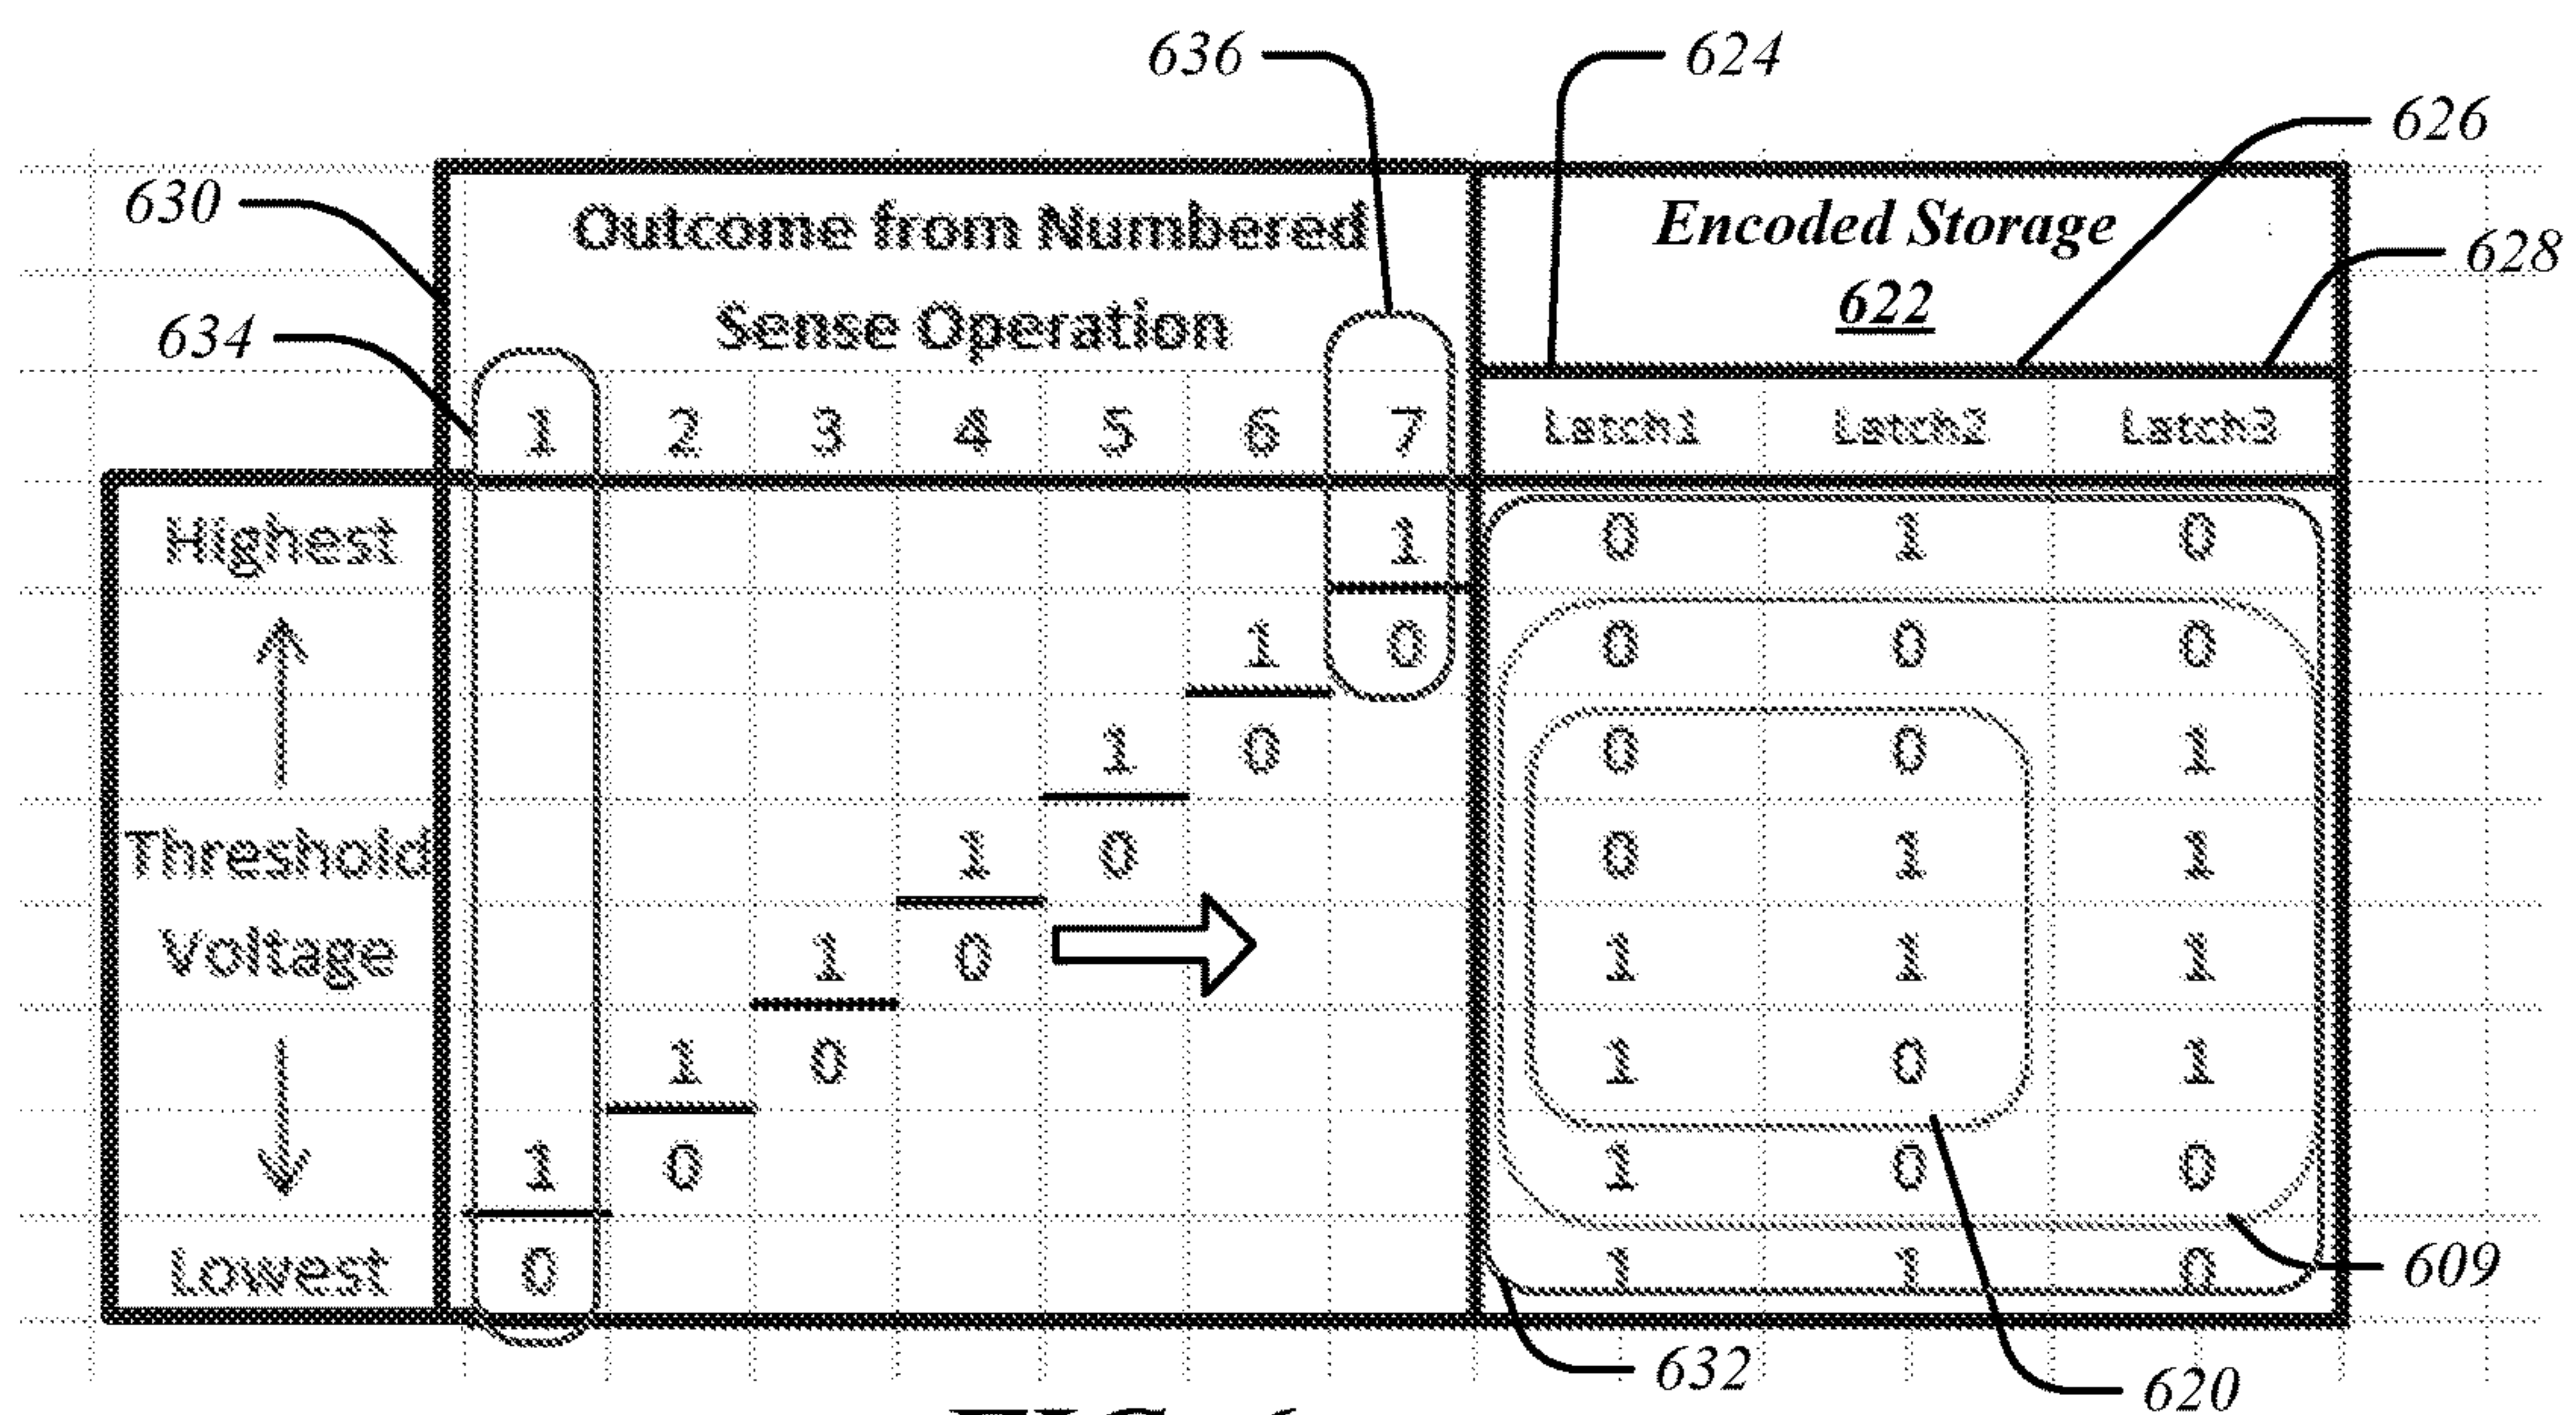 636 624
626
630 Outcome from Numbered Encoded Storage
628
634 Sense Operation 622
1 2 3 4 5 6 7 Latch1 Latch2 Latch3
Highest 1 0 1 0
1 0 0 0 0
1 0 0 0 1
Threshold 1 0 0 1 1
Voltage 1 0 1 1 1
1 0 1 0 1
1 0 1 0 0
Lowest 0 1 1 0
609
632
620